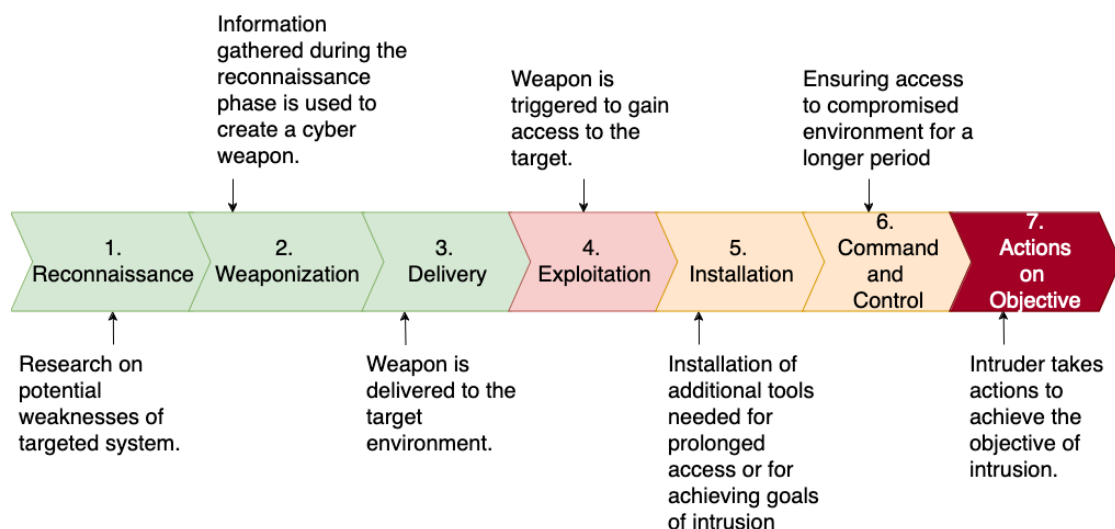 Information
gathered during the
reconnaissance
phase is used to
create a cyber
weapon.
Weapon is
triggered to gain
access to the
target.
Ensuring access
to compromised
environment for a
longer period
1.
Reconnaissance
2.
Weaponization
3.
Delivery
4.
Exploitation
5.
Installation
6.
Command
and
Control
7.
Actions
on
Objective
Research on
potential
weaknesses of
targeted system.
Weapon is
delivered to the
target
environment.
Installation of
additional tools
needed for
prolonged
access or for
achieving goals
of intrusion
Intruder takes
actions to
achieve the
objective of
intrusion.